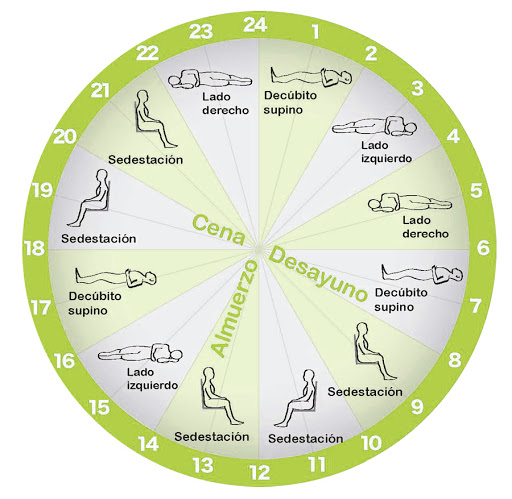 24
1
2
3
4
5
6
7
8
9
10
11
12
13
14
15
16
17
18
19
20
21
22
23
Decúbito
supino
Lado
izquierdo
Lado
derecho
Decúbito
supino
Sedestación
Sedestación
Sedestación
Lado
izquierdo
Decúbito
supino
Sedestación
Sedestación
Lado
derecho
Cena
Desayuno
Almuerzo